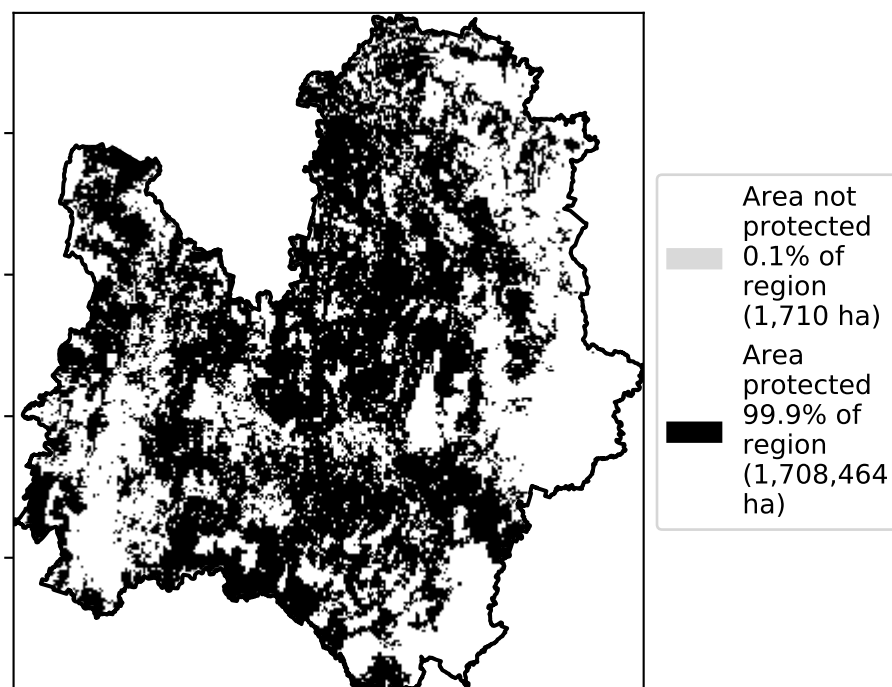 Area not
protected
0.1% of
region
(1,710 ha)
Area
protected
99.9% of
region
(1,708,464
ha)